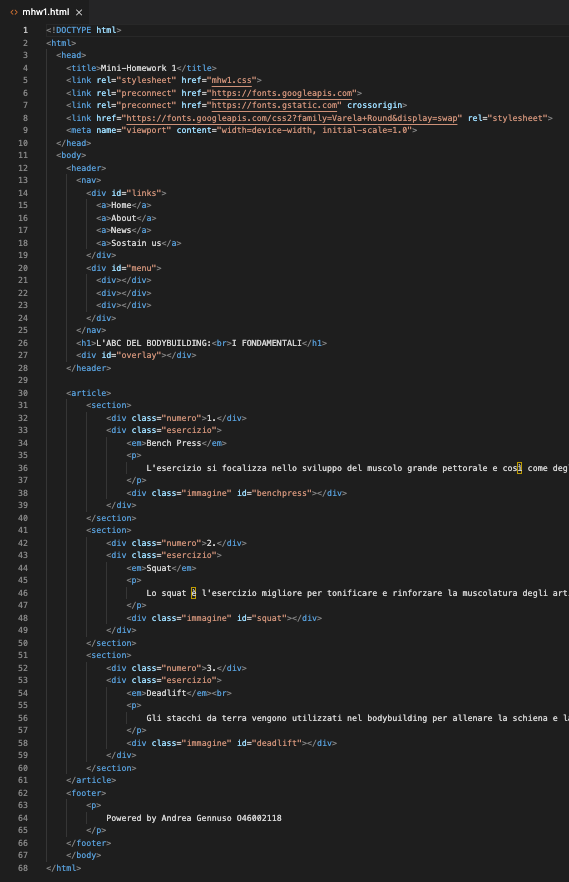 <> mhw1.html ×
1 <!DOCTYPE html>
2 <html>
3 <head>
4 <title>Mini-Homework 1</title>
5 <link rel="stylesheet" href="mhw1.css">
6 <link rel="preconnect" href="https://fonts.googleapis.com">
7 <link rel="preconnect" href="https://fonts.gstatic.com" crossorigin>
8 <link href="https://fonts.googleapis.com/css2?family=Varela+Round&display=swap" rel="stylesheet">
9 <meta name="viewport" content="width=device-width, initial-scale=1.0">
10 </head>
11 <body>
12 <header>
13 <nav>
14 <div id="links">
15 <a>Home</a>
16 <a>About</a>
17 <a>News</a>
18 <a>Sostain us</a>
19 </div>
20 <div id="menu">
21 <div></div>
22 <div></div>
23 <div></div>
24 </div>
25 </nav>
26 <h1>L'ABC DEL BODYBUILDING:<br>I FONDAMENTALI</h1>
27 <div id="overlay"></div>
28 </header>
29
30 <article>
31 <section>
32 <div class="numero">1.</div>
33 <div class="esercizio">
34 <em>Bench Press</em>
35 <p>
36 L'esercizio si focalizza nello sviluppo del muscolo grande pettorale e così come deg
37 </p>
38 <div class="immagine" id="benchpress"></div>
39 </div>
40 </section>
41 <section>
42 <div class="numero">2.</div>
43 <div class="esercizio">
44 <em>Squat</em>
45 <p>
46 Lo squat è l'esercizio migliore per tonificare e rinforzare la muscolatura degli art
47 </p>
48 <div class="immagine" id="squat"></div>
49 </div>
50 </section>
51 <section>
52 <div class="numero">3.</div>
53 <div class="esercizio">
54 <em>Deadlift</em><br>
55 <p>
56 Gli stacchi da terra vengono utilizzati nel bodybuilding per allenare la schiena e la
57 </p>
58 <div class="immagine" id="deadlift"></div>
59 </div>
60 </section>
61 </article>
62 <footer>
63 <p>
64 Powered by Andrea Gennuso O46002118
65 </p>
66 </footer>
67 </body>
68 </html>